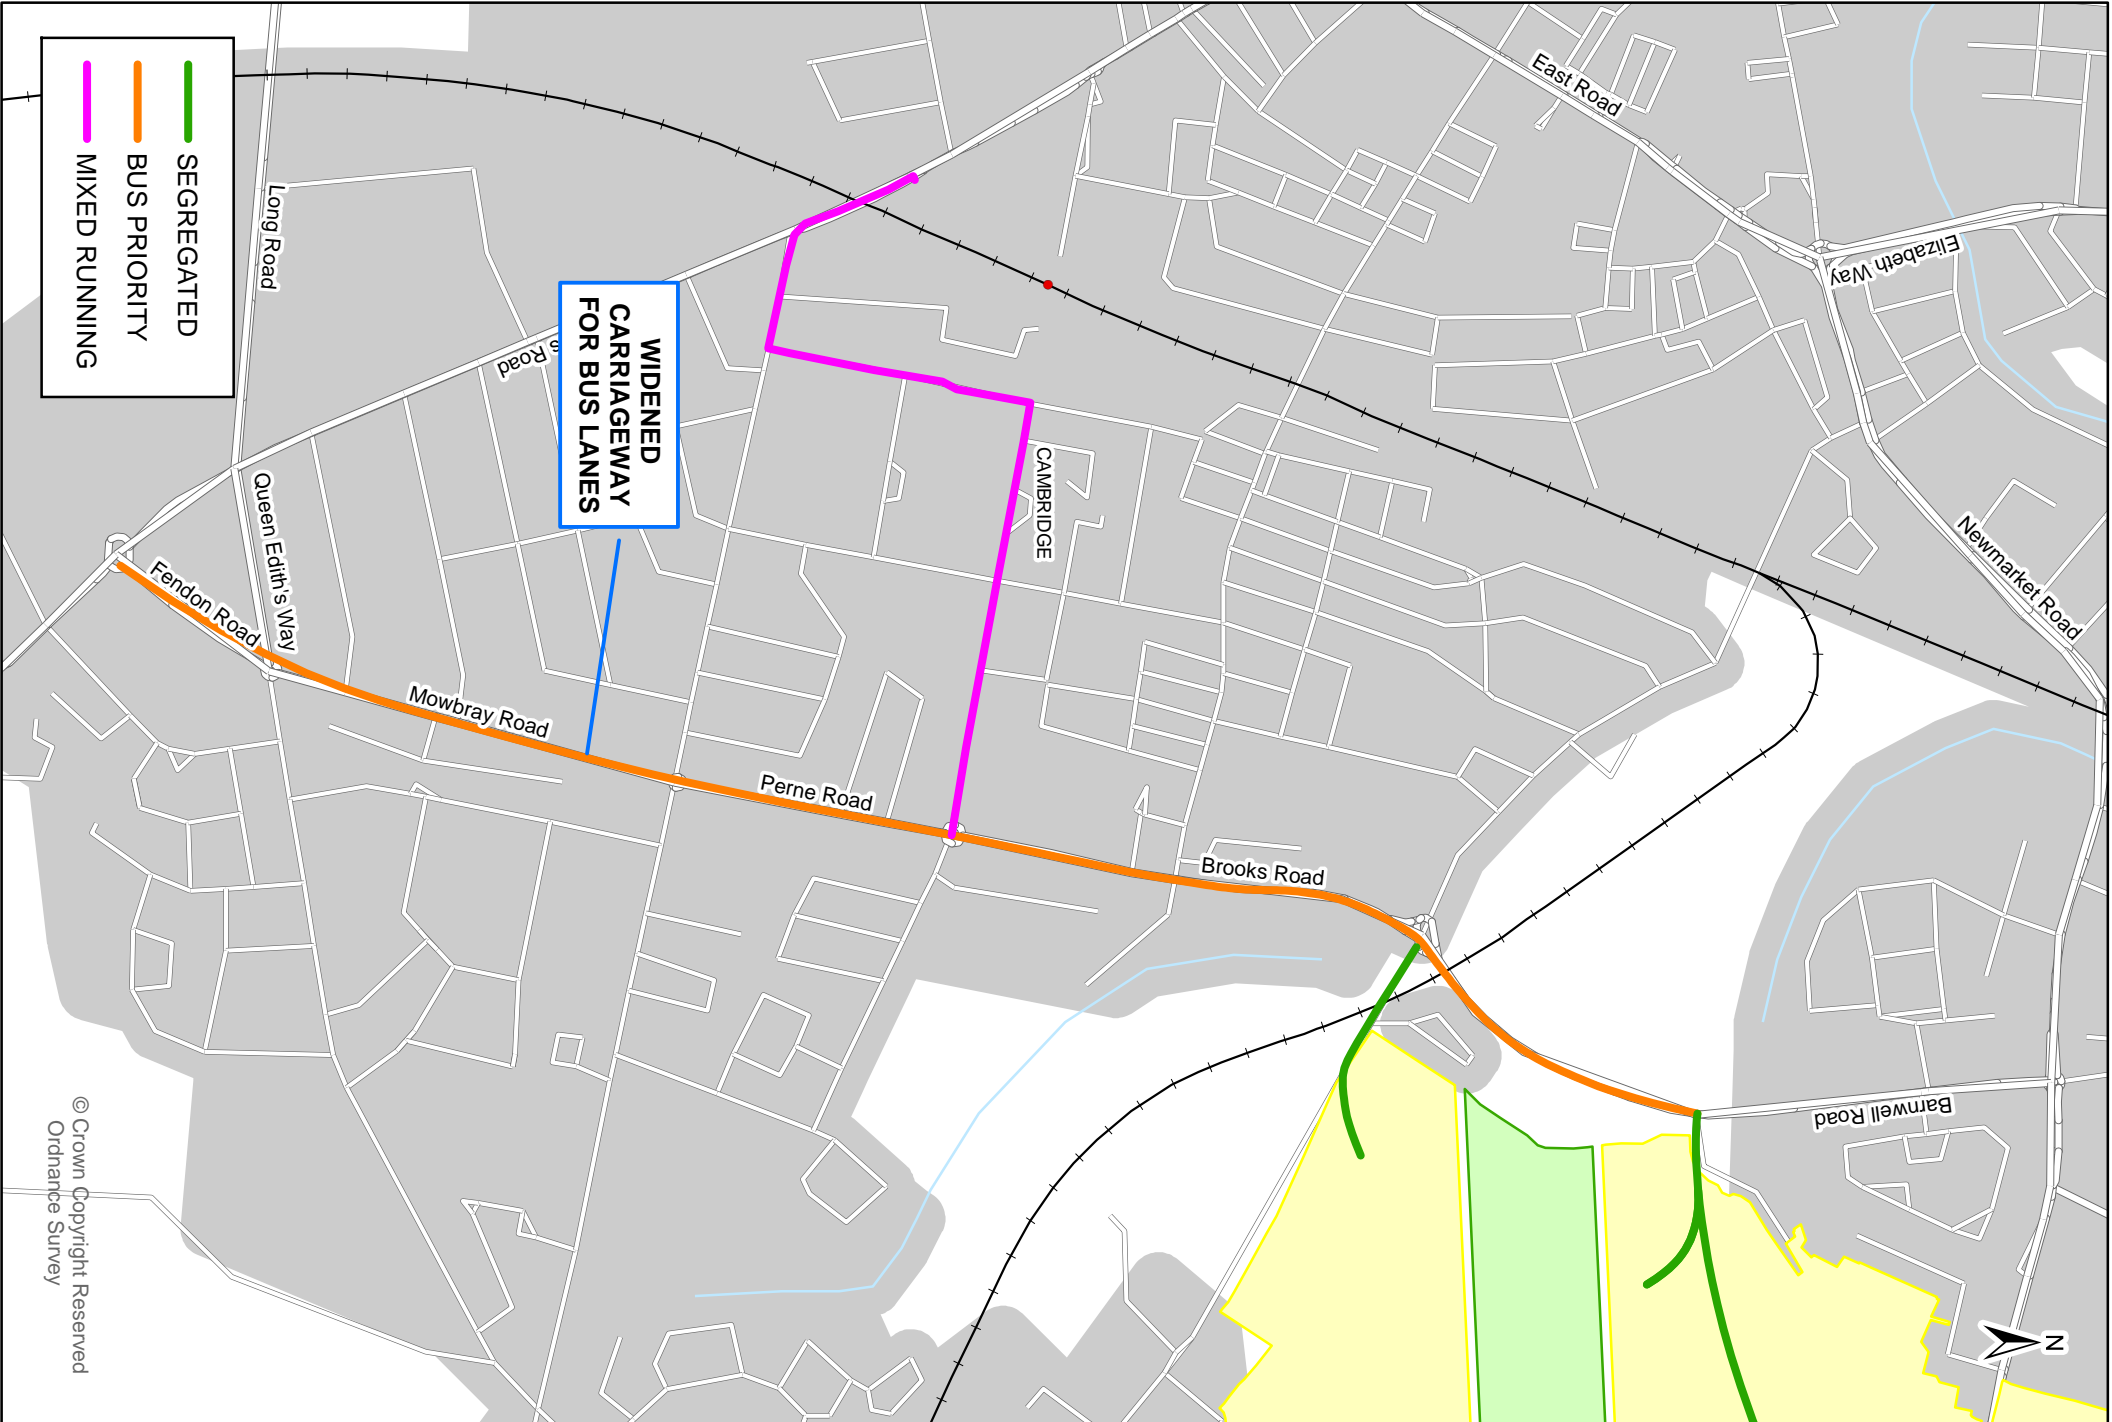 SEGREGATED
BUS PRIORITY
MIXED RUNNING
WIDENED
CARRIAGEWAY
FOR BUS LANES
East Road
Elizabeth Way
Newmarket Road
Long Road
s Road
CAMBRIDGE
Queen Edith's Way
Fendon Road
Mowbray Road
Perne Road
Brooks Road
Barnwell Road
N
© Crown Copyright Reserved
Ordnance Survey